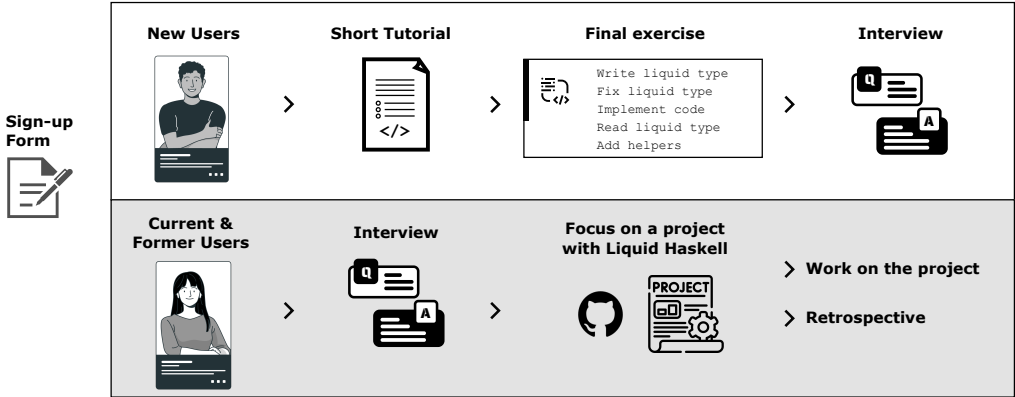 Sign-up
Form
New Users
Short Tutorial
</>
Final exercise
</>
Write liquid type
Fix liquid type
Implement code
Read liquid type
Add helpers
Interview
Q
A
Current &
Former Users
Interview
Q
A
Focus on a project
with Liquid Haskell
PROJECT
Work on the project
Retrospective